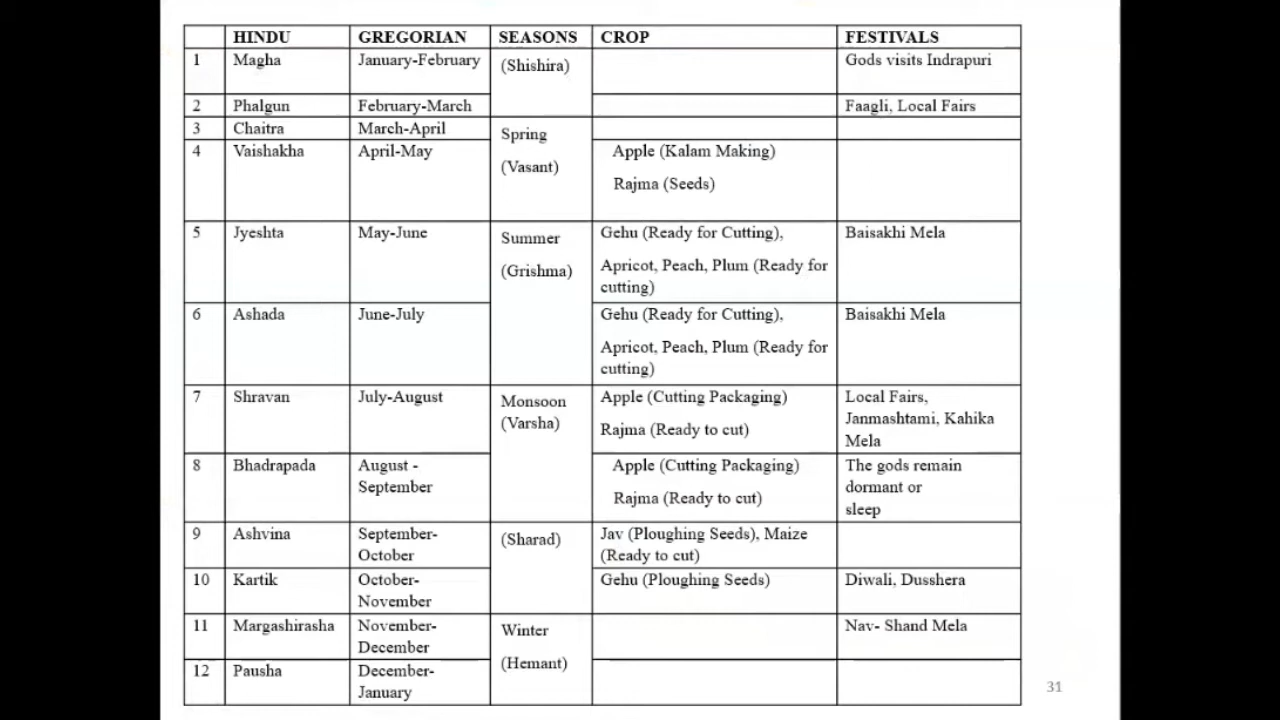 HINDU GREGORIAN SEASONS CROP FESTIVALS
1 Magha January-February (Shishira) Gods visits Indrapuri
2 Phalgun February-March Faagli, Local Fairs
3 Chaitra March-April Spring
(Vasant)
4 Vaishakha April-May Apple (Kalam Making)
Rajma (Seeds)
5 Jyeshta May-June Summer
(Grishma)
Gehu (Ready for Cutting),
Apricot, Peach, Plum (Ready for
cutting)
Baisakhi Mela
6 Ashada June-July Gehu (Ready for Cutting),
Apricot, Peach, Plum (Ready for
cutting)
Baisakhi Mela
7 Shravan July-August Monsoon
(Varsha)
Apple (Cutting Packaging)
Rajma (Ready to cut)
Local Fairs,
Janmashtami, Kahika
Mela
8 Bhadrapada August -
September
Apple (Cutting Packaging)
Rajma (Ready to cut)
The gods remain
dormant or
sleep
9 Ashvina September-
October
(Sharad)
Jav (Ploughing Seeds), Maize
(Ready to cut)
10 Kartik October-
November
Gehu (Ploughing Seeds)
Diwali, Dusshera
11 Margashirasha November-
December
Winter
(Hemant)
Nav- Shand Mela
12 Pausha December-
January
31